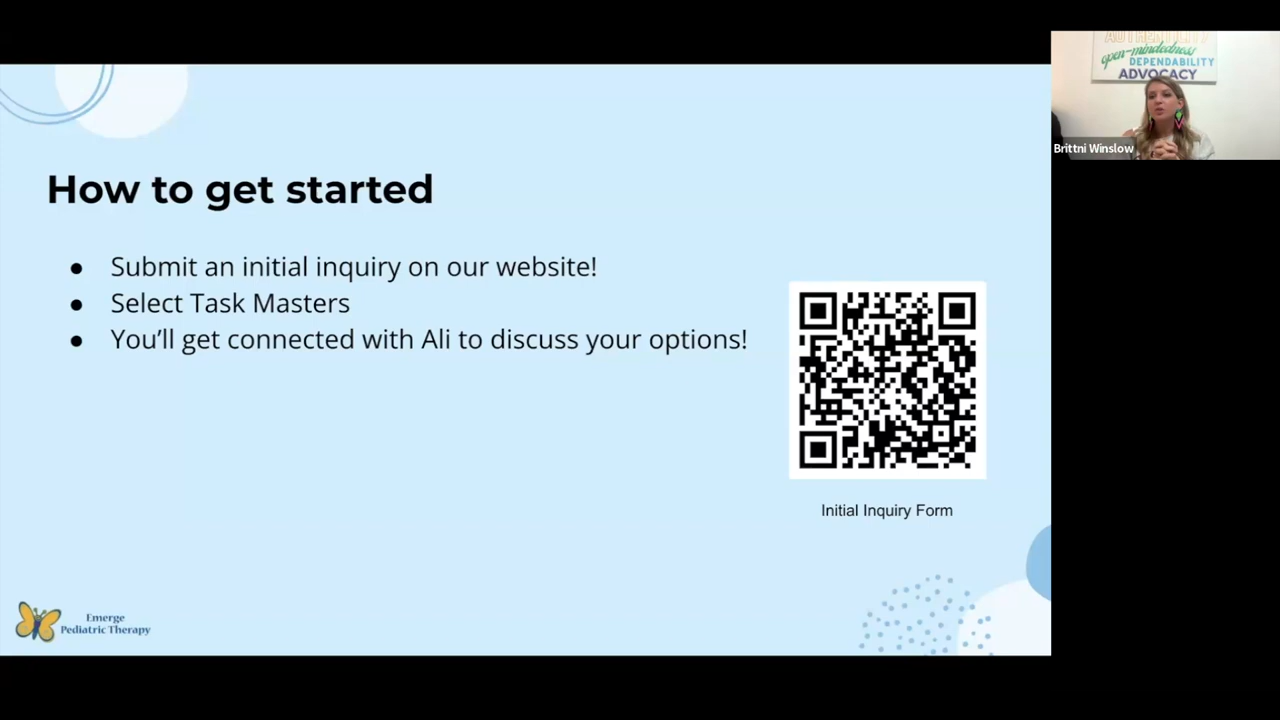 How to get started
● Submit an initial inquiry on our website!
● Select Task Masters
● You’ll get connected with Ali to discuss your options!
Initial Inquiry Form
Emerge
Pediatric Therapy
AUTHENTICITY
open-mindedness
DEPENDABILITY
ADVOCACY
Brittni Winslow